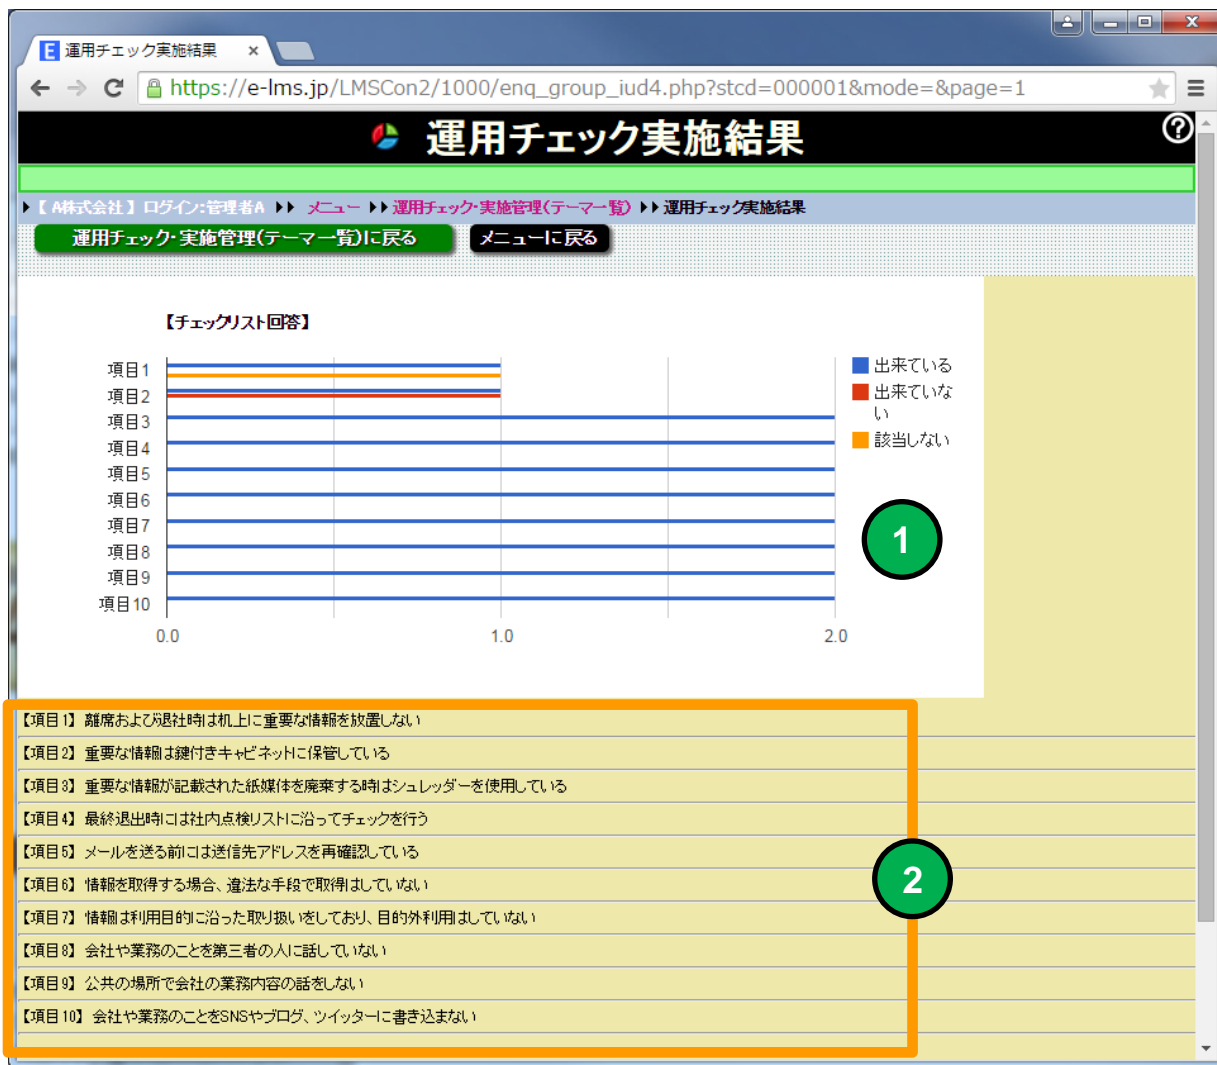 運用チェック実施結果
https://e-lms.jp/LMSCon2/1000/enq_group_iud4.php?stcd=000001&mode=&page=1
運用チェック実施結果
【 A株式会社 】 ログイン:管理者A メニュー 運用チェック・実施管理(テーマ一覧) 運用チェック実施結果
運用チェック・実施管理(テーマ一覧)に戻る メニューに戻る
【チェックリスト回答】
項目1
項目2
項目3
項目4
項目5
項目6
項目7
項目8
項目9
項目10
0.0 1.0 2.0
出来ている
出来ていな
い
該当しない
1
【項目1】 離席および退社時は机上に重要な情報を放置しない
【項目2】 重要な情報は鍵付きキャビネットに保管している
【項目3】 重要な情報が記載された紙媒体を廃棄する時はシュレッダーを使用している
【項目4】 最終退出時には社内点検リストに沿ってチェックを行う
【項目5】 メールを送る前には送信先アドレスを再確認している
【項目6】 情報を取得する場合、違法な手段で取得はしていない
【項目7】 情報は利用目的に沿った取り扱いをしており、目的外利用はしていない
【項目8】 会社や業務のことを第三者の人に話していない
【項目9】 公共の場所で会社の業務内容の話をしない
【項目10】 会社や業務のことをSNSやブログ、ツイッターに書き込まない
2